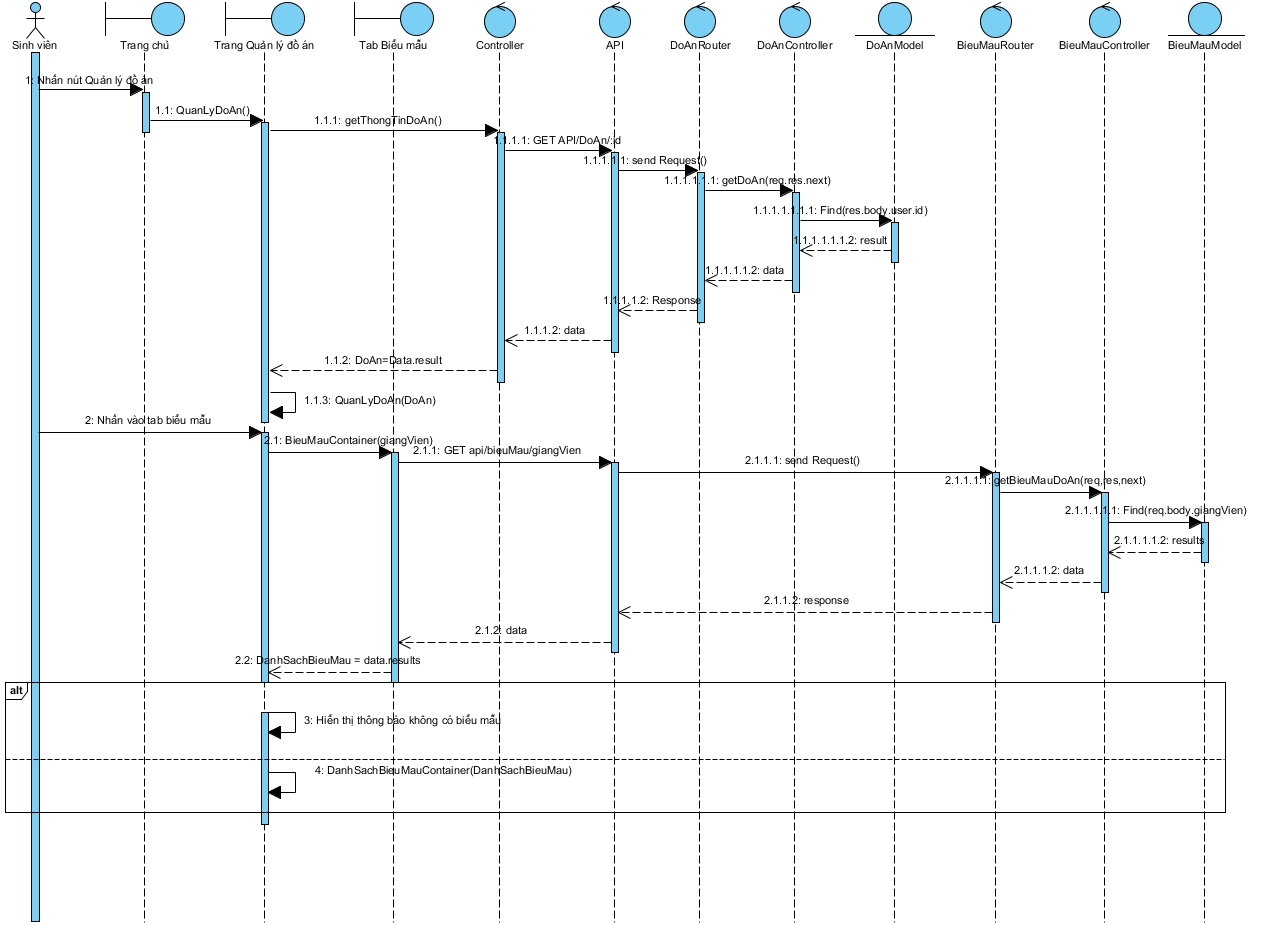 Sinh viên
Trang chủ
Trang Quản lý đồ án
Tab Biểu mẫu
Controller
API
DoAnRouter
DoAnController
DoAnModel
BieuMauRouter
BieuMauController
BieuMauModel
1: Nhấn nút Quản lý đồ án
1.1: QuanLyDoAn()
1.1.1: getThongTinDoAn()
1.1.1.1: GET API/DoAn/:id
1.1.1.1.1: send Request()
1.1.1.1.1.1: getDoAn(req.res.next)
1.1.1.1.1.1.1: Find(res.body.user.id)
1.1.1.1.1.1.2: result
1.1.1.1.1.2: data
1.1.1.1.2: Response
1.1.1.2: data
1.1.2: DoAn=Data.result
1.1.3: QuanLyDoAn(DoAn)
2: Nhấn vào tab biểu mẫu
2.1: BieuMauContainer(giangVien)
2.1.1: GET api/bieuMau/giangVien
2.1.1.1: send Request()
2.1.1.1.1: getBieuMauDoAn(req,res,next)
2.1.1.1.1.1: Find(req.body.giangVien)
2.1.1.1.1.2: results
2.1.1.1.2: data
2.1.1.2: response
2.1.2: data
2.2: DanhSachBieuMau = data.results
alt
3: Hiển thị thông báo không có biểu mẫu
4: DanhSachBieuMauContainer(DanhSachBieuMau)